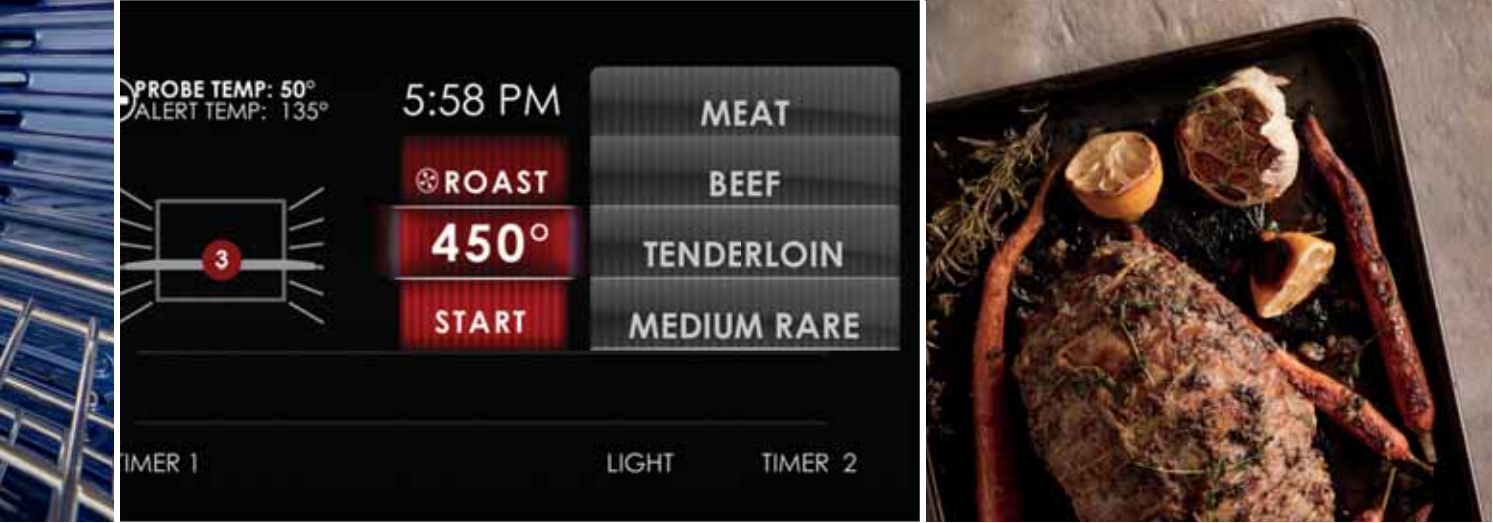 PROBE TEMP: 50°
ALERT TEMP: 135°
5:58 PM
ROAST
450°
START
MEAT
BEEF
TENDERLOIN
MEDIUM RARE
3
TIMER 1
LIGHT
TIMER 2